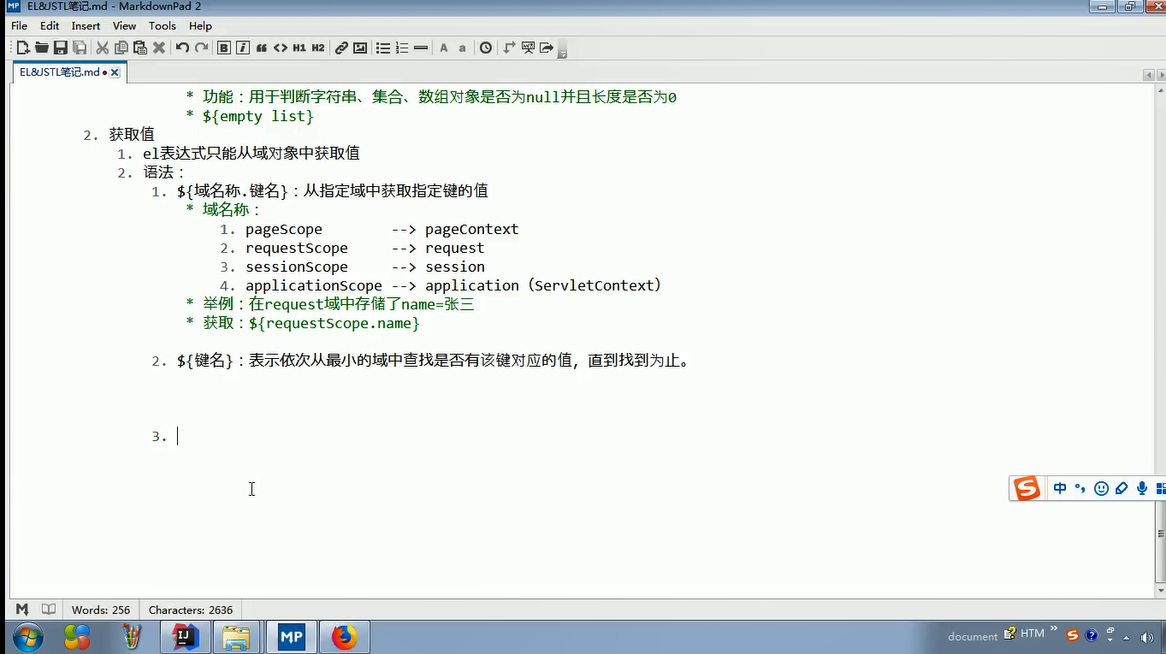 EL&JSTL笔记.md - MarkdownPad 2
File Edit Insert View Tools Help
B i H1 H2 A a
EL&JSTL笔记.md
* 功能：用于判断字符串、集合、数组对象是否为null并且长度是否为0
* ${empty list}
2. 获取值
1. el表达式只能从域对象中获取值
2. 语法：
1. ${域名称.键名}：从指定域中获取指定键的值
* 域名称：
1. pageScope --> pageContext
2. requestScope --> request
3. sessionScope --> session
4. applicationScope --> application（ServletContext）
* 举例：在request域中存储了name=张三
* 获取：${requestScope.name}
2. ${键名}：表示依次从最小的域中查找是否有该键对应的值，直到找到为止。
3.
S 中
Words: 256 Characters: 2636
IJ MP document HTM